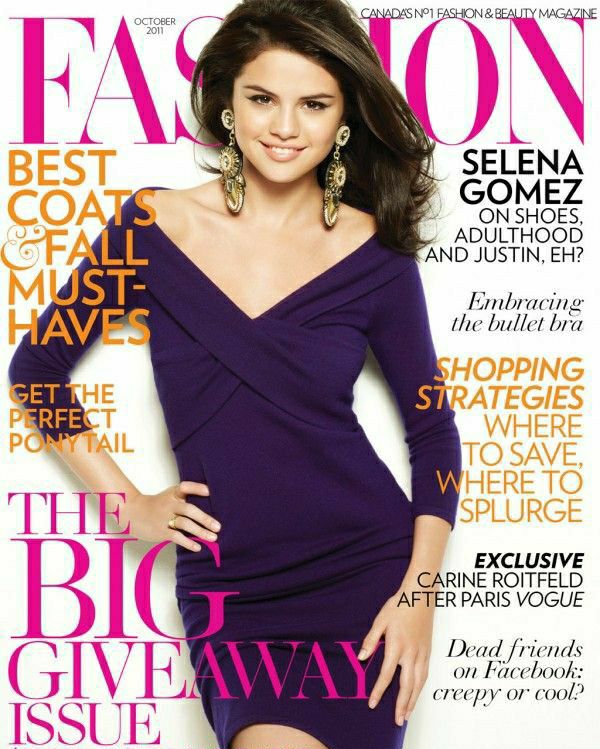 OCTOBER
2011
CANADA'S Nº1 FASHION & BEAUTY MAGAZINE
FASHION
BEST
COATS
&FALL
MUST-
HAVES
GET THE
PERFECT
PONYTAIL
THE
BIG
GIVEAWAY
ISSUE
SELENA
GOMEZ
ON SHOES,
ADULTHOOD
AND JUSTIN, EH?
Embracing
the bullet bra
SHOPPING
STRATEGIES
WHERE
TO SAVE,
WHERE TO
SPLURGE
EXCLUSIVE
CARINE ROITFELD
AFTER PARIS VOGUE
Dead friends
on Facebook:
creepy or cool?